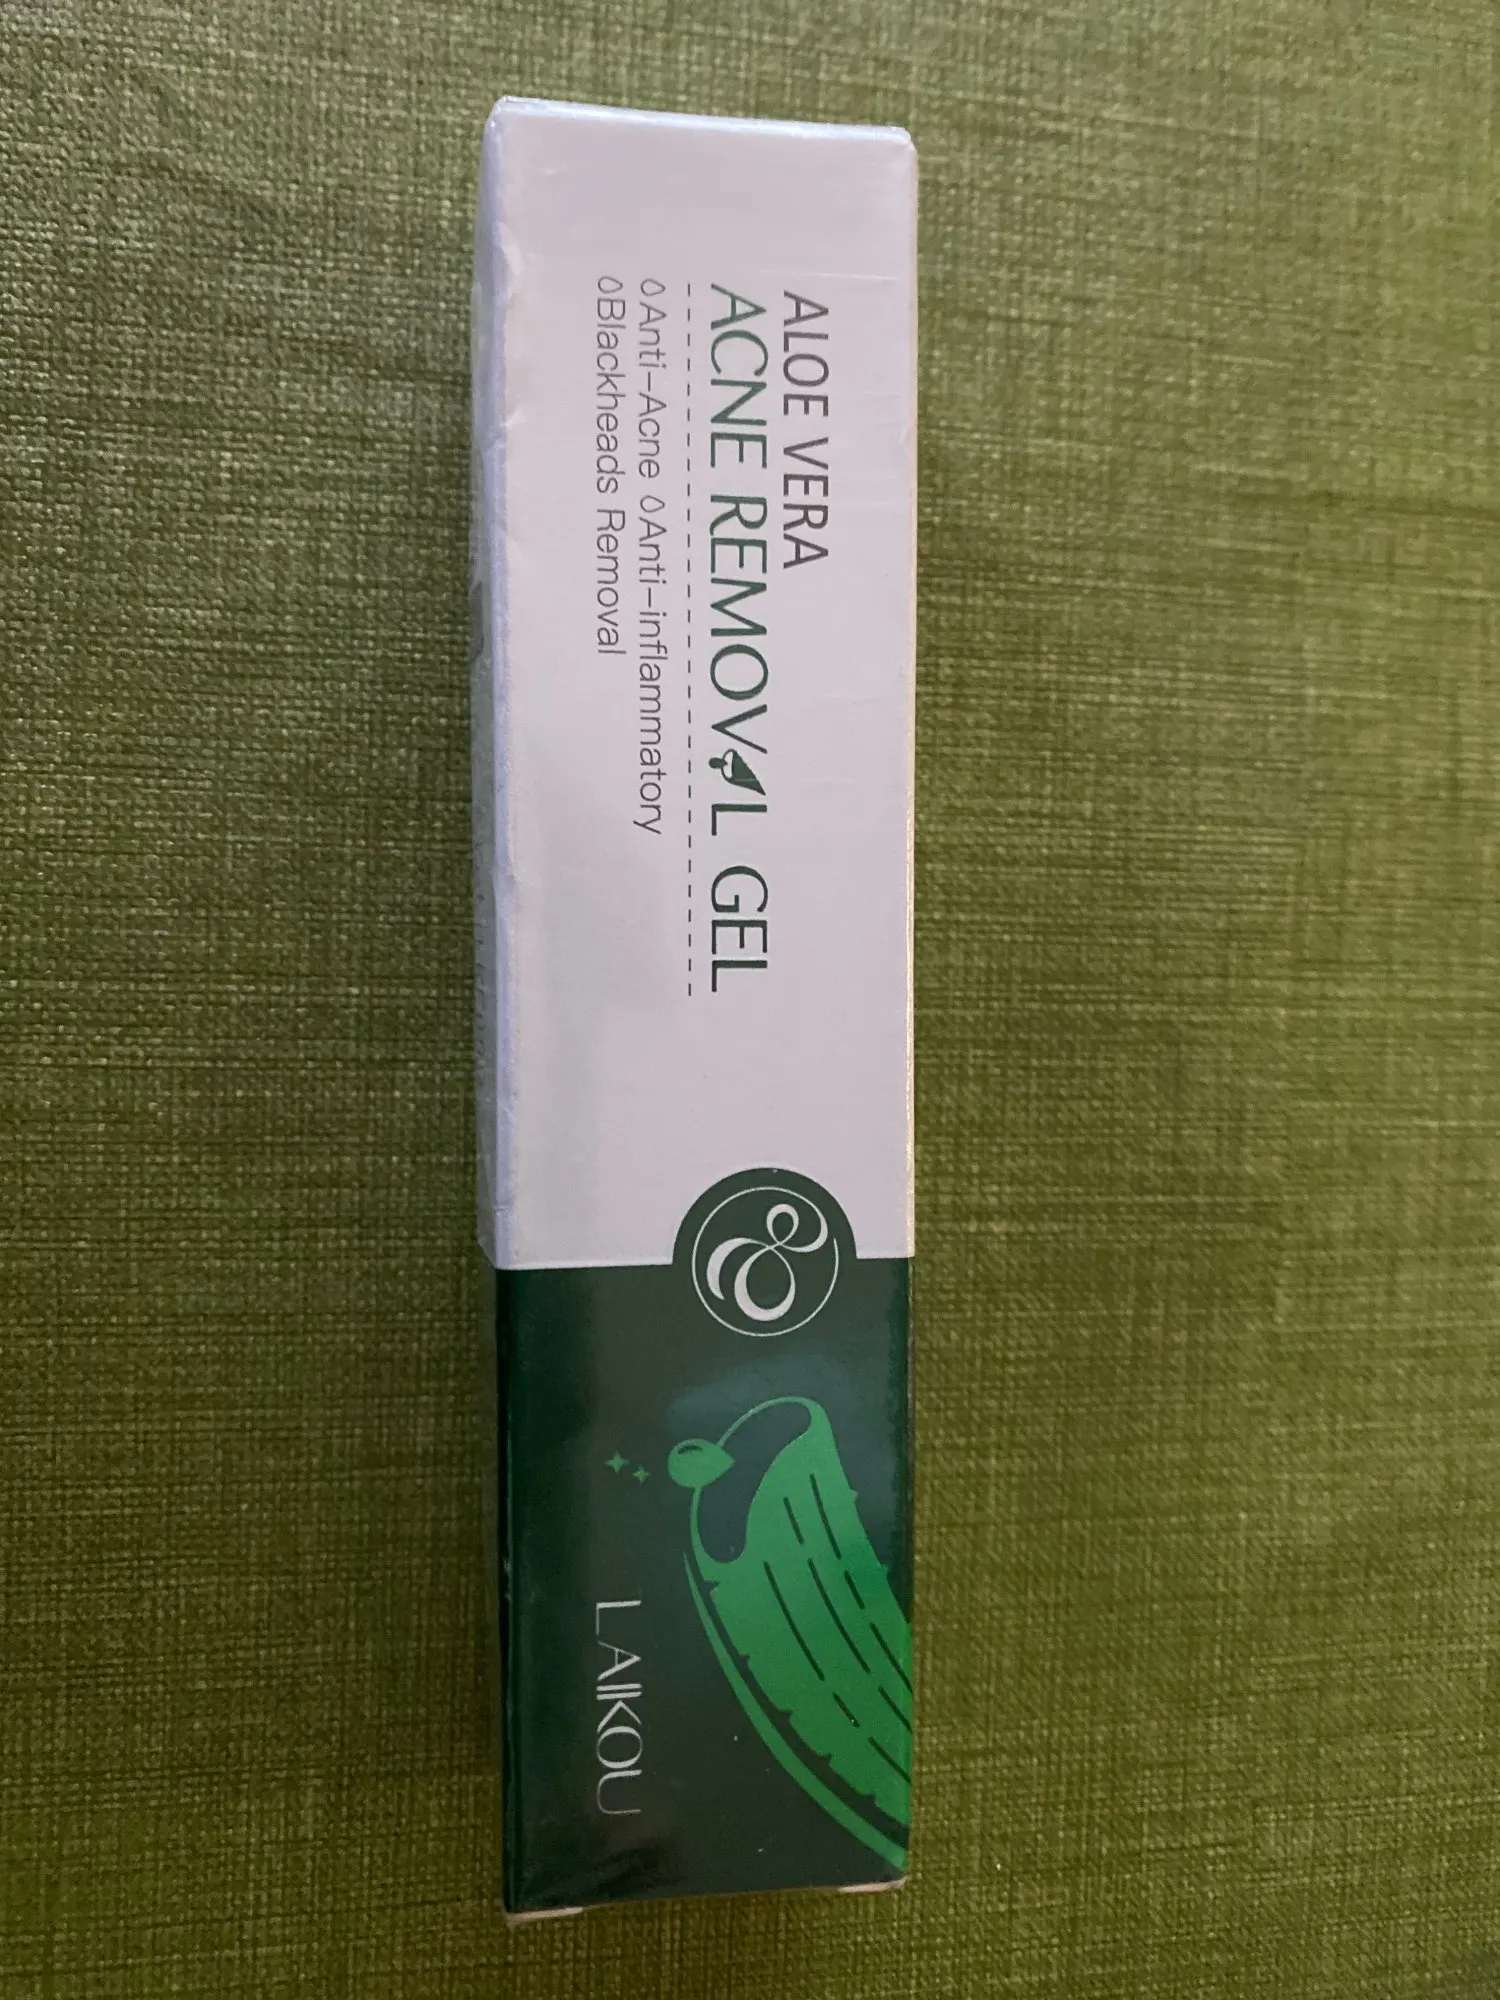 ALOE VERA
ACNE REMOVAL GEL
Anti-Acne Anti-inflammatory
Blackheads Removal
LAIKOU